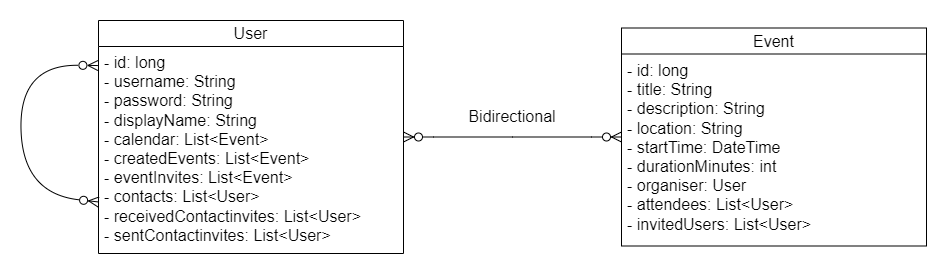 User
- id: long
- username: String
- password: String
- displayName: String
- calendar: List<Event>
- createdEvents: List<Event>
- eventInvites: List<Event>
- contacts: List<User>
- receivedContactinvites: List<User>
- sentContactinvites: List<User>
Bidirectional
Event
- id: long
- title: String
- description: String
- location: String
- startTime: DateTime
- durationMinutes: int
- organiser: User
- attendees: List<User>
- invitedUsers: List<User>